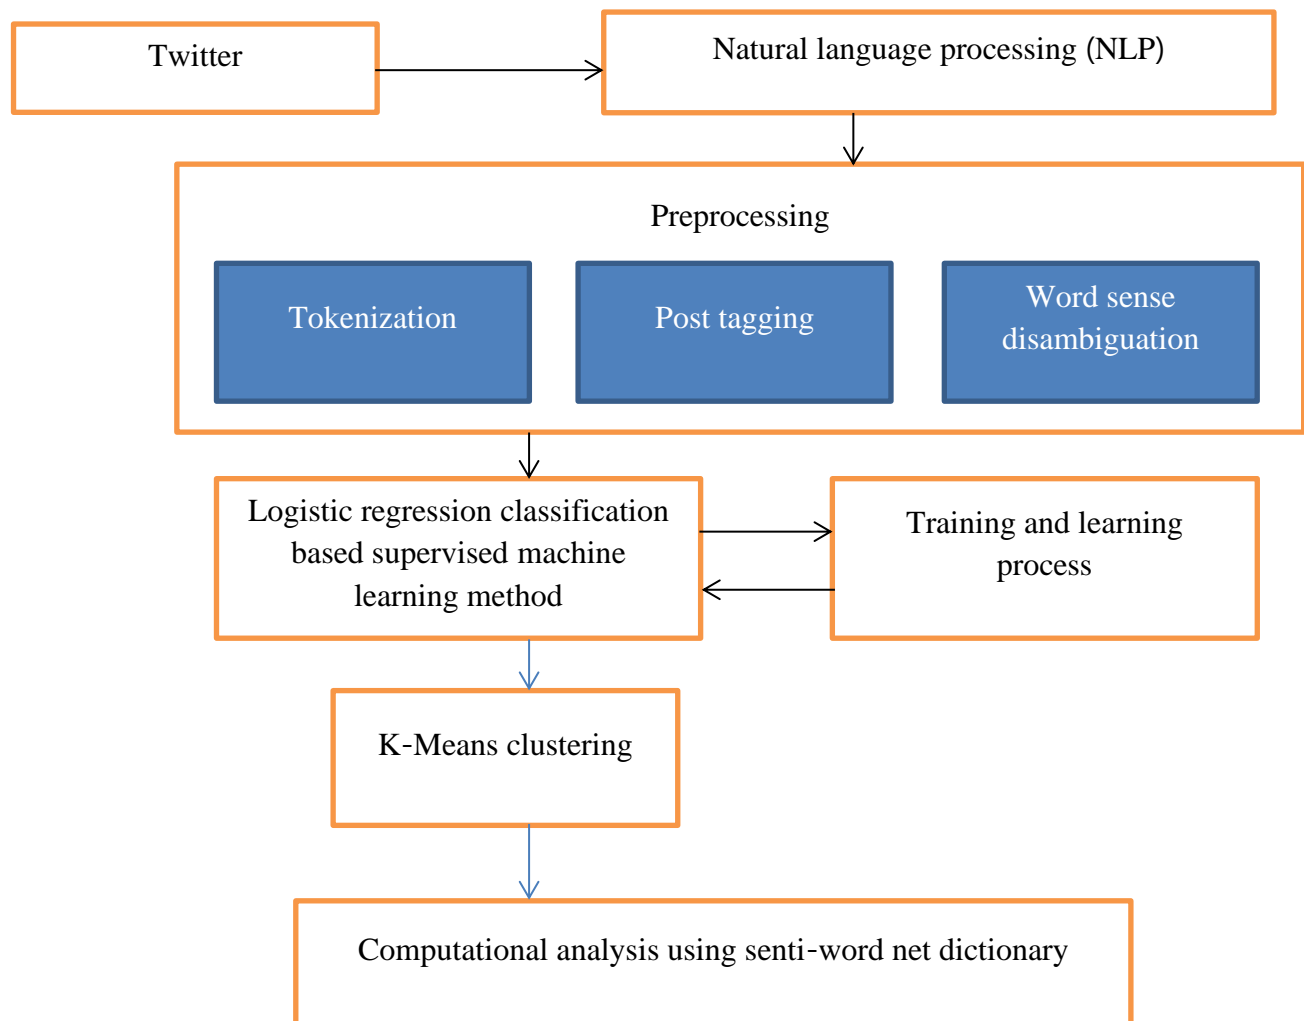 Twitter
Natural language processing (NLP)
Preprocessing
Tokenization
Post tagging
Word sense
disambiguation
Logistic regression classification
based supervised machine
learning method
Training and learning
process
K-Means clustering
Computational analysis using senti-word net dictionary